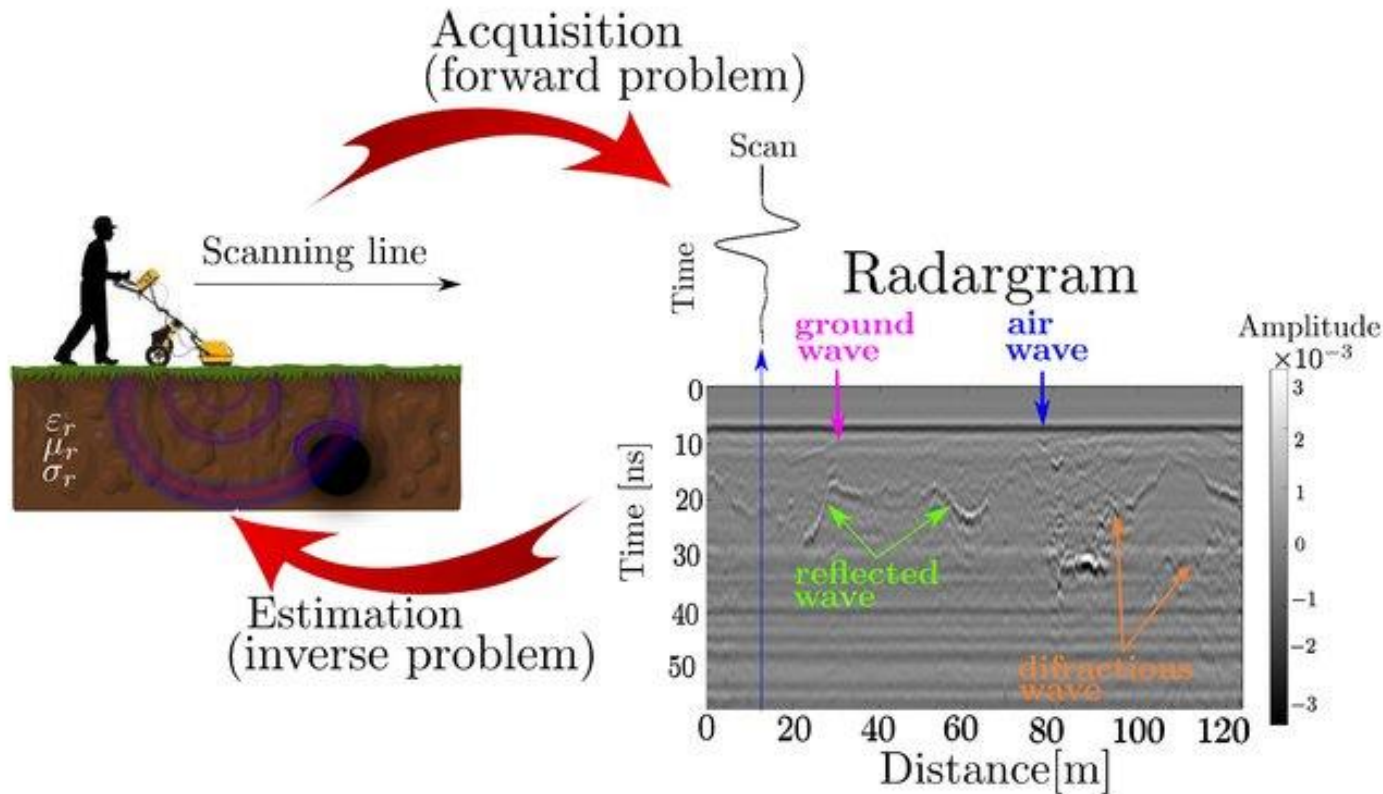 Acquisition
(forward problem)
Scan
Time
Scanning line
Radargram
ground
wave
air
wave
Amplitude
×10⁻³
εr
μr
σr
0
10
20
30
40
50
Time [ns]
reflected
wave
difractions
wave
3
2
1
0
−1
−2
−3
Estimation
(inverse problem)
0 20 40 60 80 100 120
Distance[m]